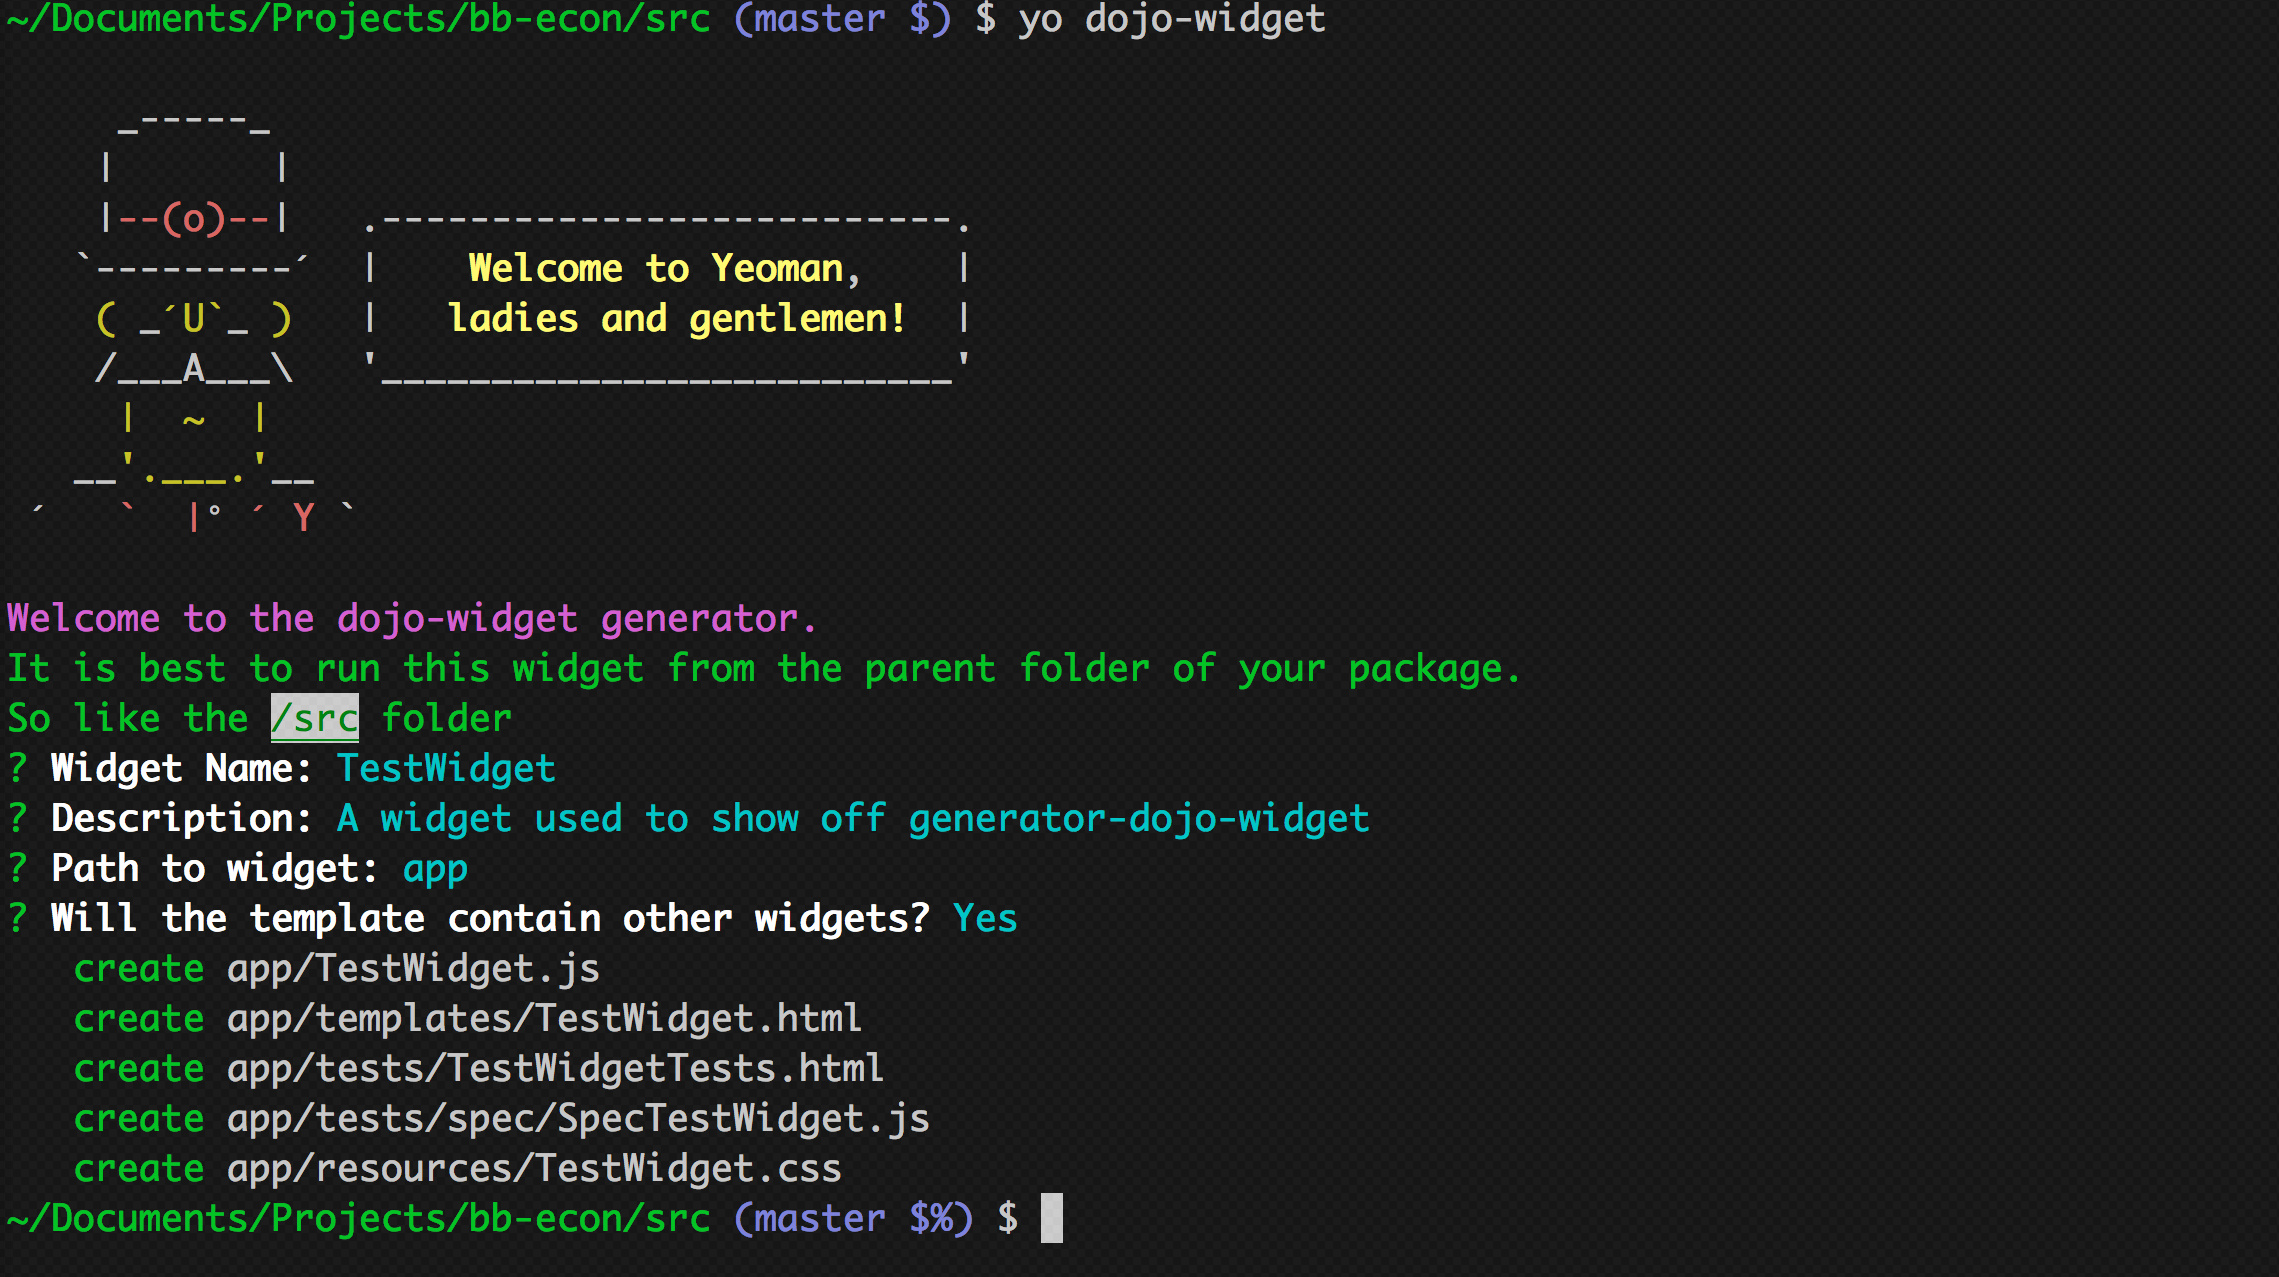 ~/Documents/Projects/bb-econ/src (master $) $ yo dojo-widget
     _-----_
    |       |
    |--(o)--|   .--------------------------.
   `---------´  |    Welcome to Yeoman,    |
    ( _´U`_ )   |   ladies and gentlemen!  |
    /___A___\   '__________________________'
     |  ~  |
   __'.___.'__
 ´   `  |° ´ Y `
Welcome to the dojo-widget generator.
It is best to run this widget from the parent folder of your package.
So like the /src folder
? Widget Name: TestWidget
? Description: A widget used to show off generator-dojo-widget
? Path to widget: app
? Will the template contain other widgets? Yes
   create app/TestWidget.js
   create app/templates/TestWidget.html
   create app/tests/TestWidgetTests.html
   create app/tests/spec/SpecTestWidget.js
   create app/resources/TestWidget.css
~/Documents/Projects/bb-econ/src (master $%) $